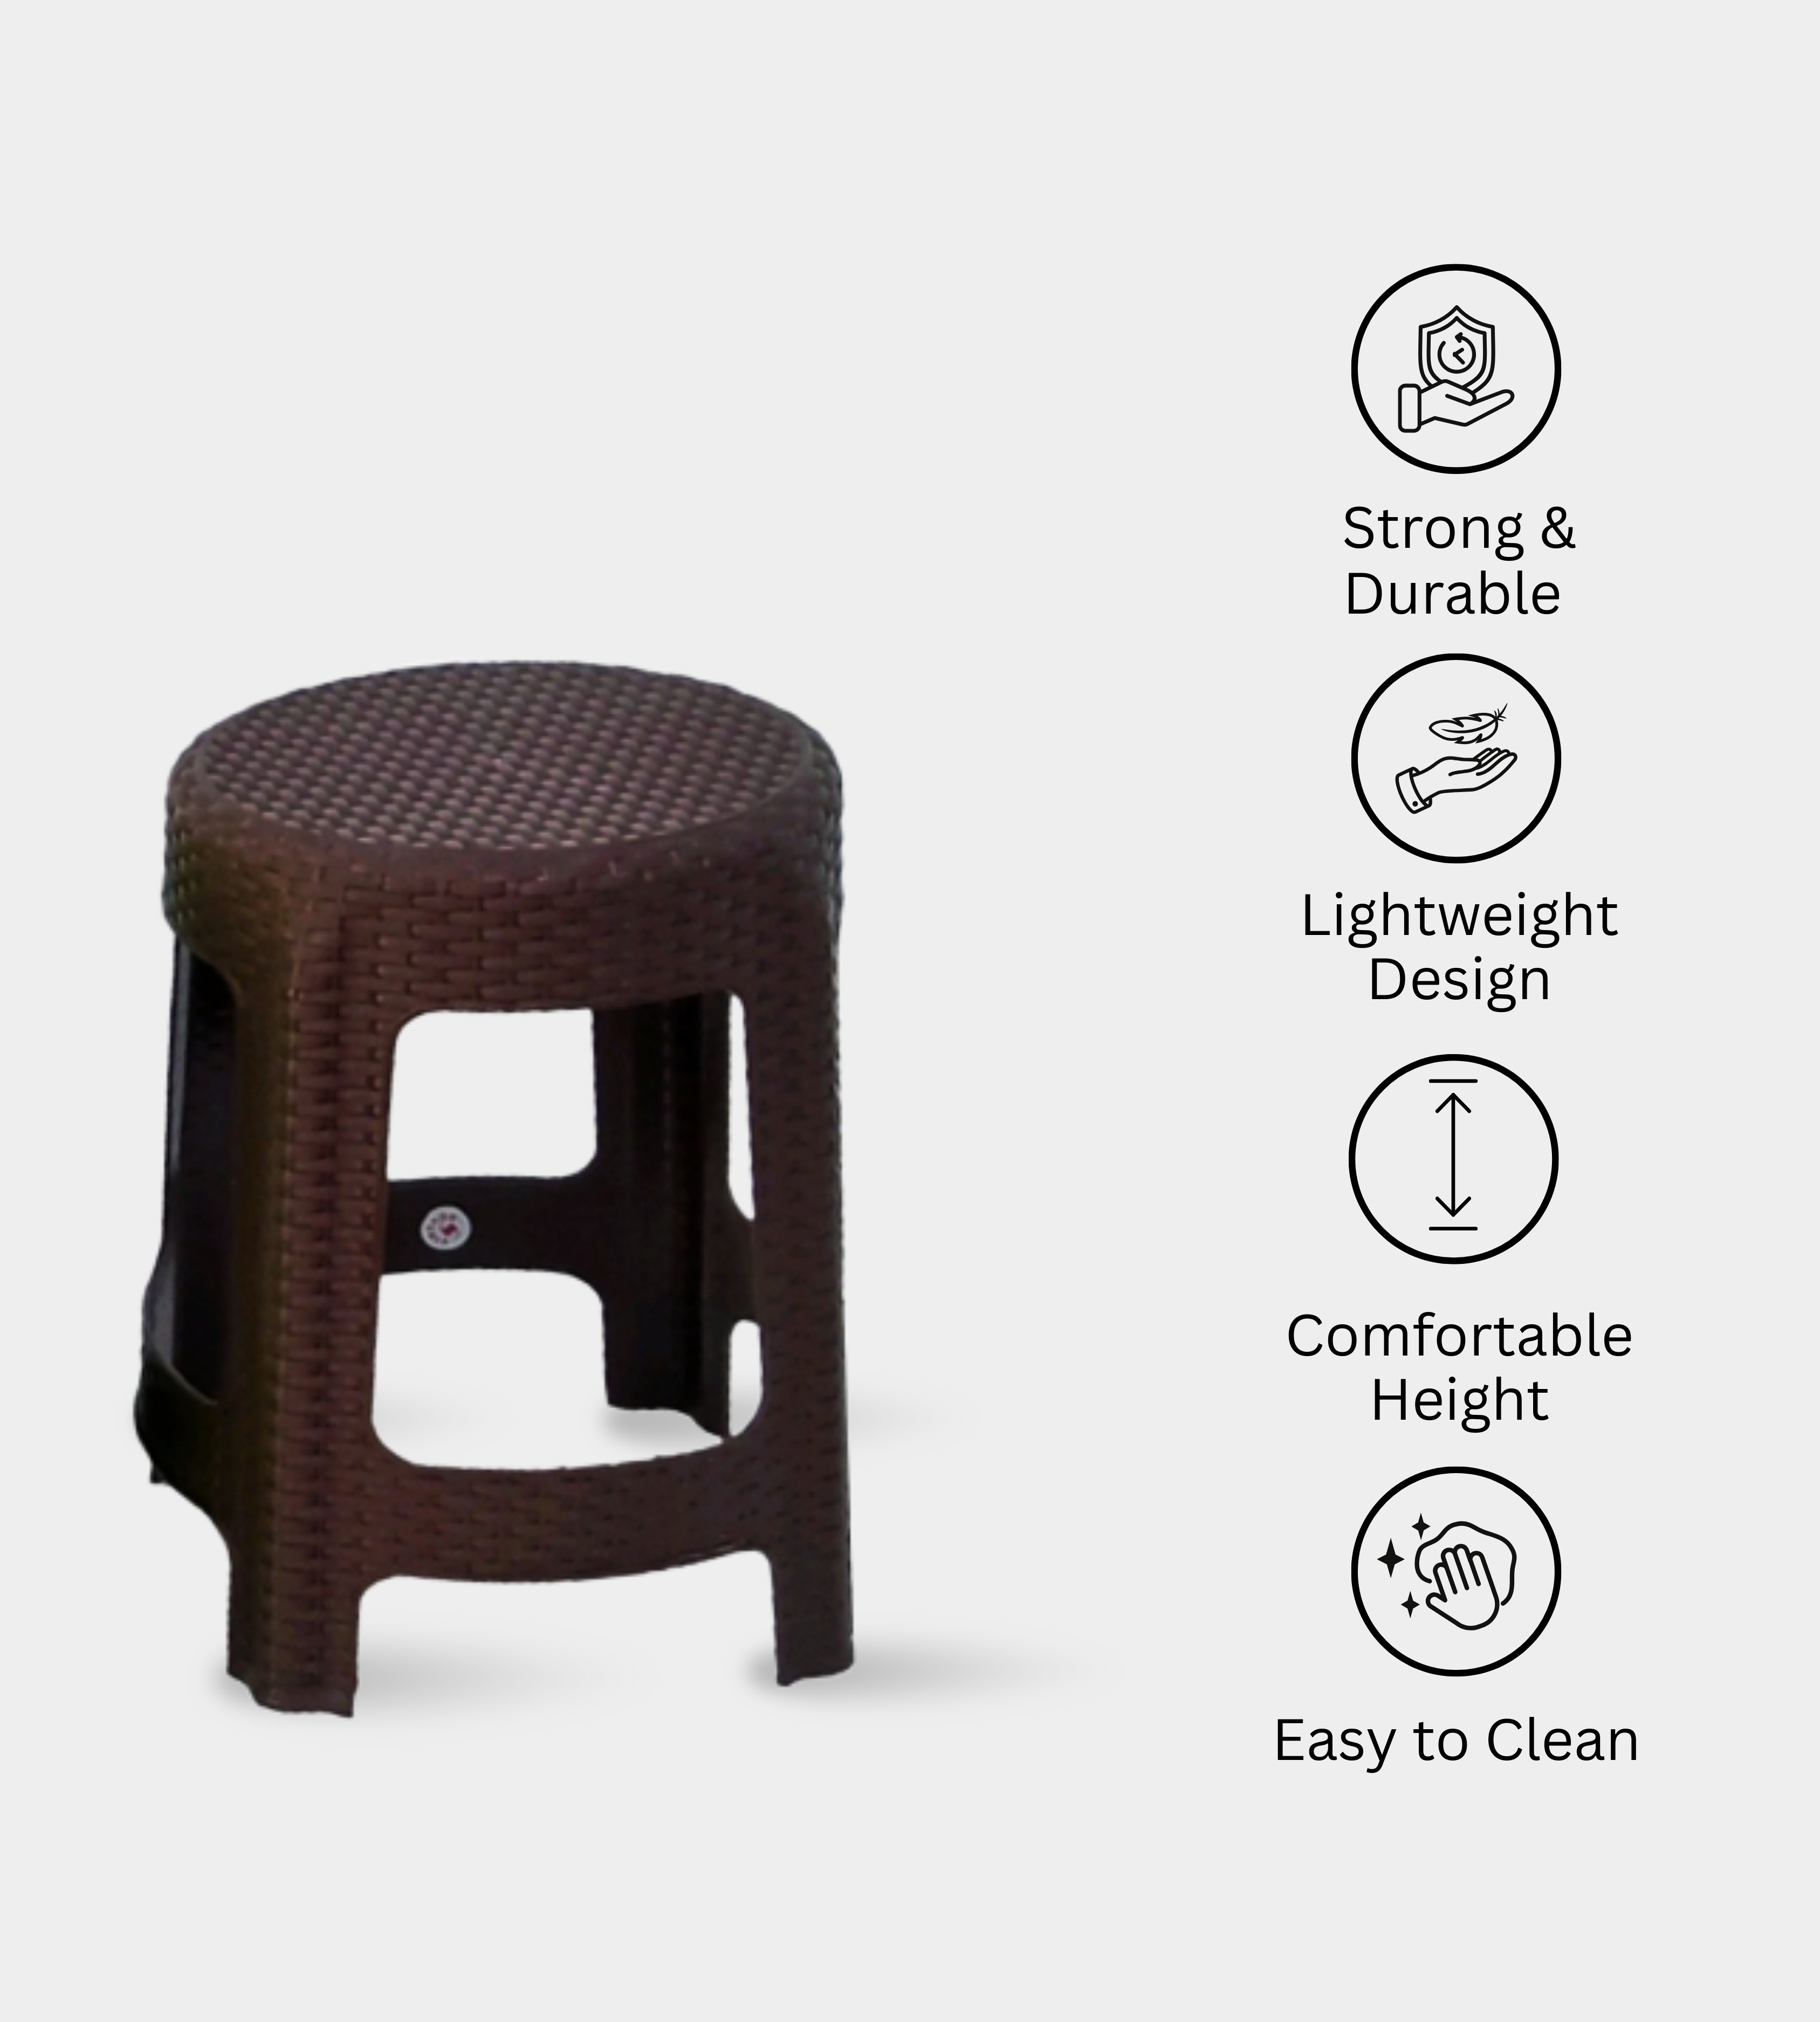 Strong &
Durable
Lightweight
Design
Comfortable
Height
Easy to Clean